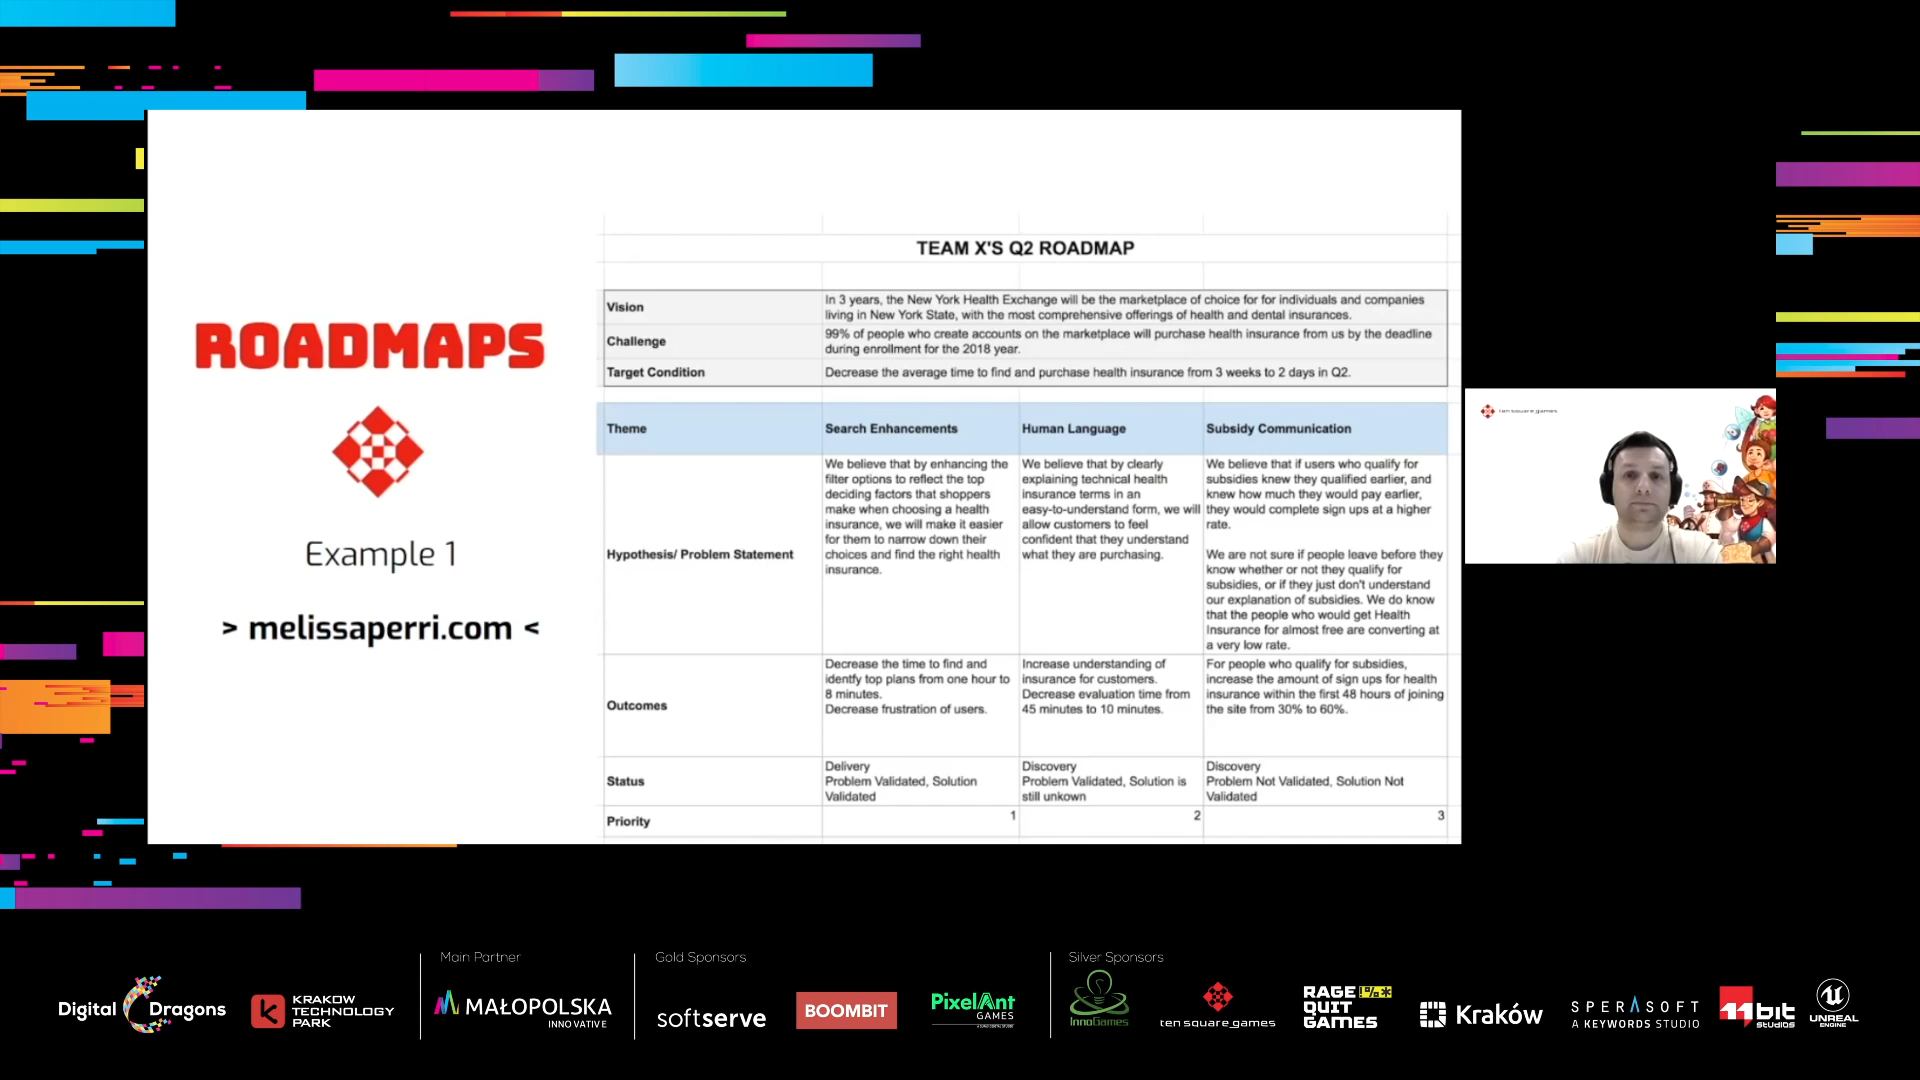 ROADMAPS
Example 1
> melissaperri.com <
TEAM X'S Q2 ROADMAP
Vision
In 3 years, the New York Health Exchange will be the marketplace of choice for for individuals and companies
living in New York State, with the most comprehensive offerings of health and dental insurances.
Challenge
99% of people who create accounts on the marketplace will purchase health insurance from us by the deadline
during enrollment for the 2018 year.
Target Condition
Decrease the average time to find and purchase health insurance from 3 weeks to 2 days in Q2.
Theme
Search Enhancements
Human Language
Subsidy Communication
Hypothesis/ Problem Statement
We believe that by enhancing the
filter options to reflect the top
deciding factors that shoppers
make when choosing a health
insurance, we will make it easier
for them to narrow down their
choices and find the right health
insurance.
We believe that by clearly
explaining technical health
insurance terms in an
easy-to-understand form, we will
allow customers to feel
confident that they understand
what they are purchasing.
We believe that if users who qualify for
subsidies knew they qualified earlier, and
knew how much they would pay earlier,
they would complete sign ups at a higher
rate.
We are not sure if people leave before they
know whether or not they qualify for
subsidies, or if they just don't understand
our explanation of subsidies. We do know
that the people who would get Health
Insurance for almost free are converting at
a very low rate.
Outcomes
Decrease the time to find and
identfy top plans from one hour to
8 minutes.
Decrease frustration of users.
Increase understanding of
insurance for customers.
Decrease evaluation time from
45 minutes to 10 minutes.
For people who qualify for subsidies,
increase the amount of sign ups for health
insurance within the first 48 hours of joining
the site from 30% to 60%.
Status
Delivery
Problem Validated, Solution
Validated
Discovery
Problem Validated, Solution is
still unkown
Discovery
Problem Not Validated, Solution Not
Validated
Priority
1
2
3
ten square games
Digital Dragons
KRAKOW
TECHNOLOGY
PARK
Main Partner
MAŁOPOLSKA
INNOVATIVE
Gold Sponsors
softserve
BOOMBIT
PixelAnt
GAMES
Silver Sponsors
InnoGames
ten square games
RAGE !%*
QUIT
GAMES
Kraków
SPERASOFT
A KEYWORDS STUDIO
11bit
studios
UNREAL
ENGINE